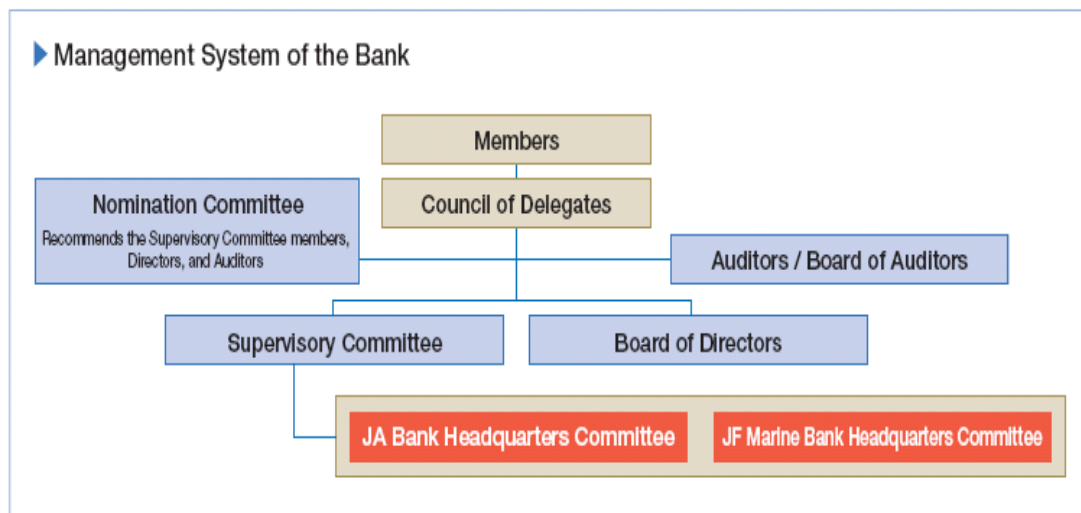 Management System of the Bank
Members
Council of Delegates
Nomination Committee
Recommends the Supervisory Committee members,
Directors, and Auditors
Auditors / Board of Auditors
Supervisory Committee
Board of Directors
JA Bank Headquarters Committee
JF Marine Bank Headquarters Committee